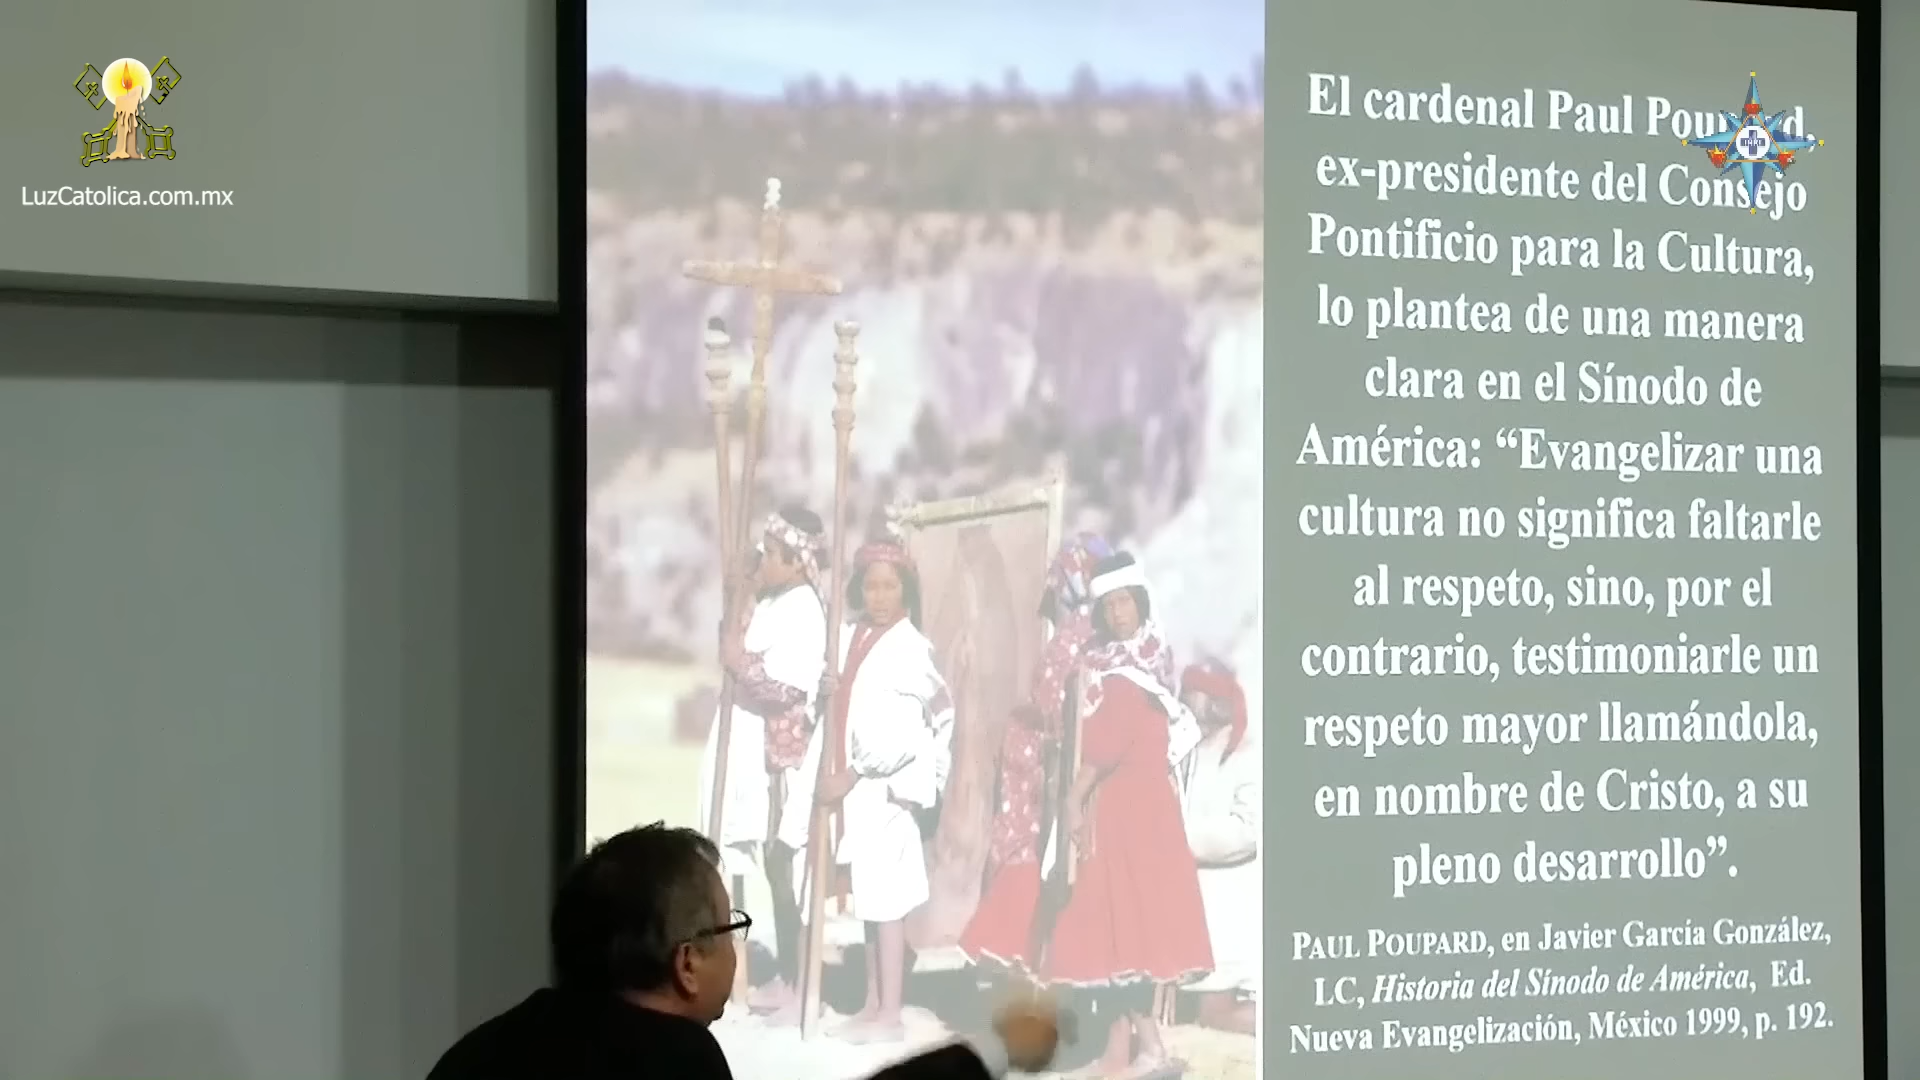 LuzCatolica.com.mx
El cardenal Paul Poupard,
ex-presidente del Consejo
Pontificio para la Cultura,
lo plantea de una manera
clara en el Sínodo de
América: “Evangelizar una
cultura no significa faltarle
al respeto, sino, por el
contrario, testimoniarle un
respeto mayor llamándola,
en nombre de Cristo, a su
pleno desarrollo”.
PAUL POUPARD, en Javier García González,
LC, Historia del Sínodo de América, Ed.
Nueva Evangelización, México 1999, p. 192.